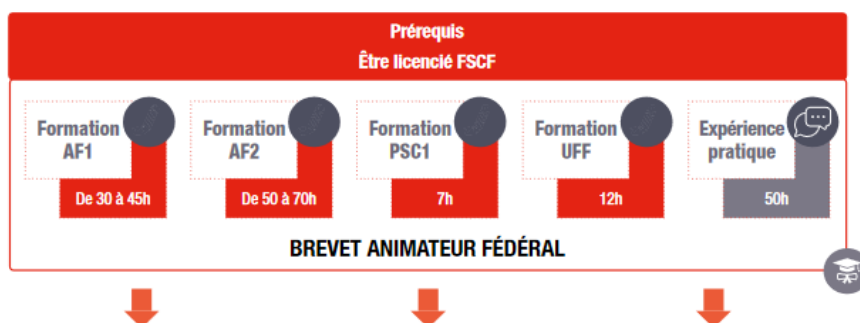 Prérequis
Être licencié FSCF
Formation AF1
De 30 à 45h
Formation AF2
De 50 à 70h
Formation PSC1
7h
Formation UFF
12h
Expérience pratique
50h
BREVET ANIMATEUR FÉDÉRAL